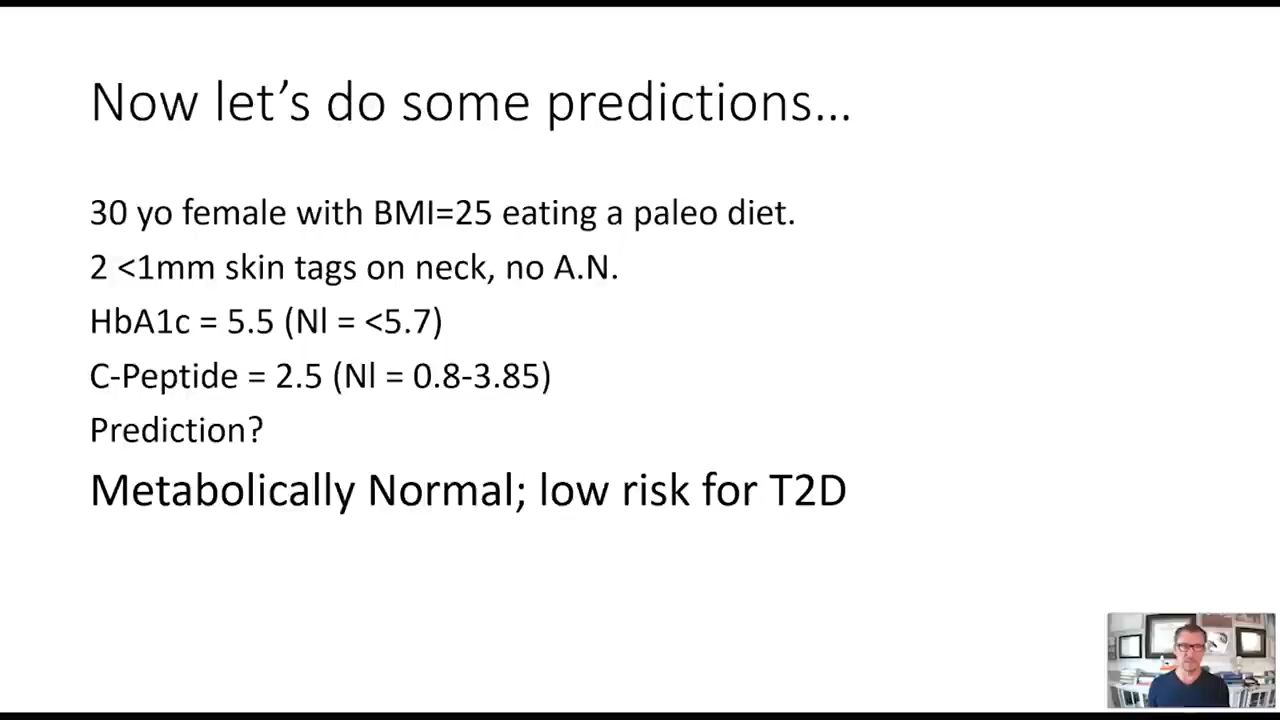 Now let’s do some predictions…
30 yo female with BMI=25 eating a paleo diet.
2 <1mm skin tags on neck, no A.N.
HbA1c = 5.5 (Nl = <5.7)
C-Peptide = 2.5 (Nl = 0.8-3.85)
Prediction?
Metabolically Normal; low risk for T2D